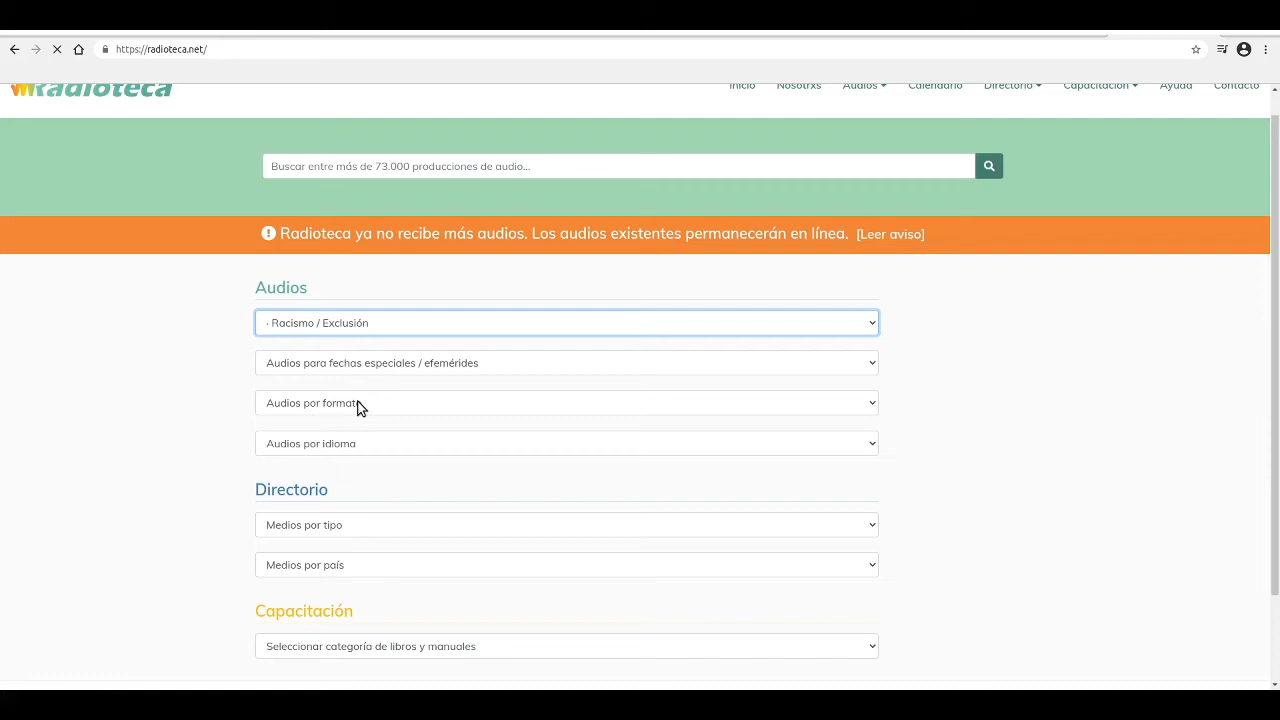 https://radioteca.net/
Radioteca
Inicio Nosotrxs Audios Calendario Directorio Capacitación Ayuda Contacto
Buscar entre más de 73.000 producciones de audio...
Radioteca ya no recibe más audios. Los audios existentes permanecerán en línea. [Leer aviso]
Audios
· Racismo / Exclusión
Audios para fechas especiales / efemérides
Audios por formato
Audios por idioma
Directorio
Medios por tipo
Medios por país
Capacitación
Seleccionar categoría de libros y manuales